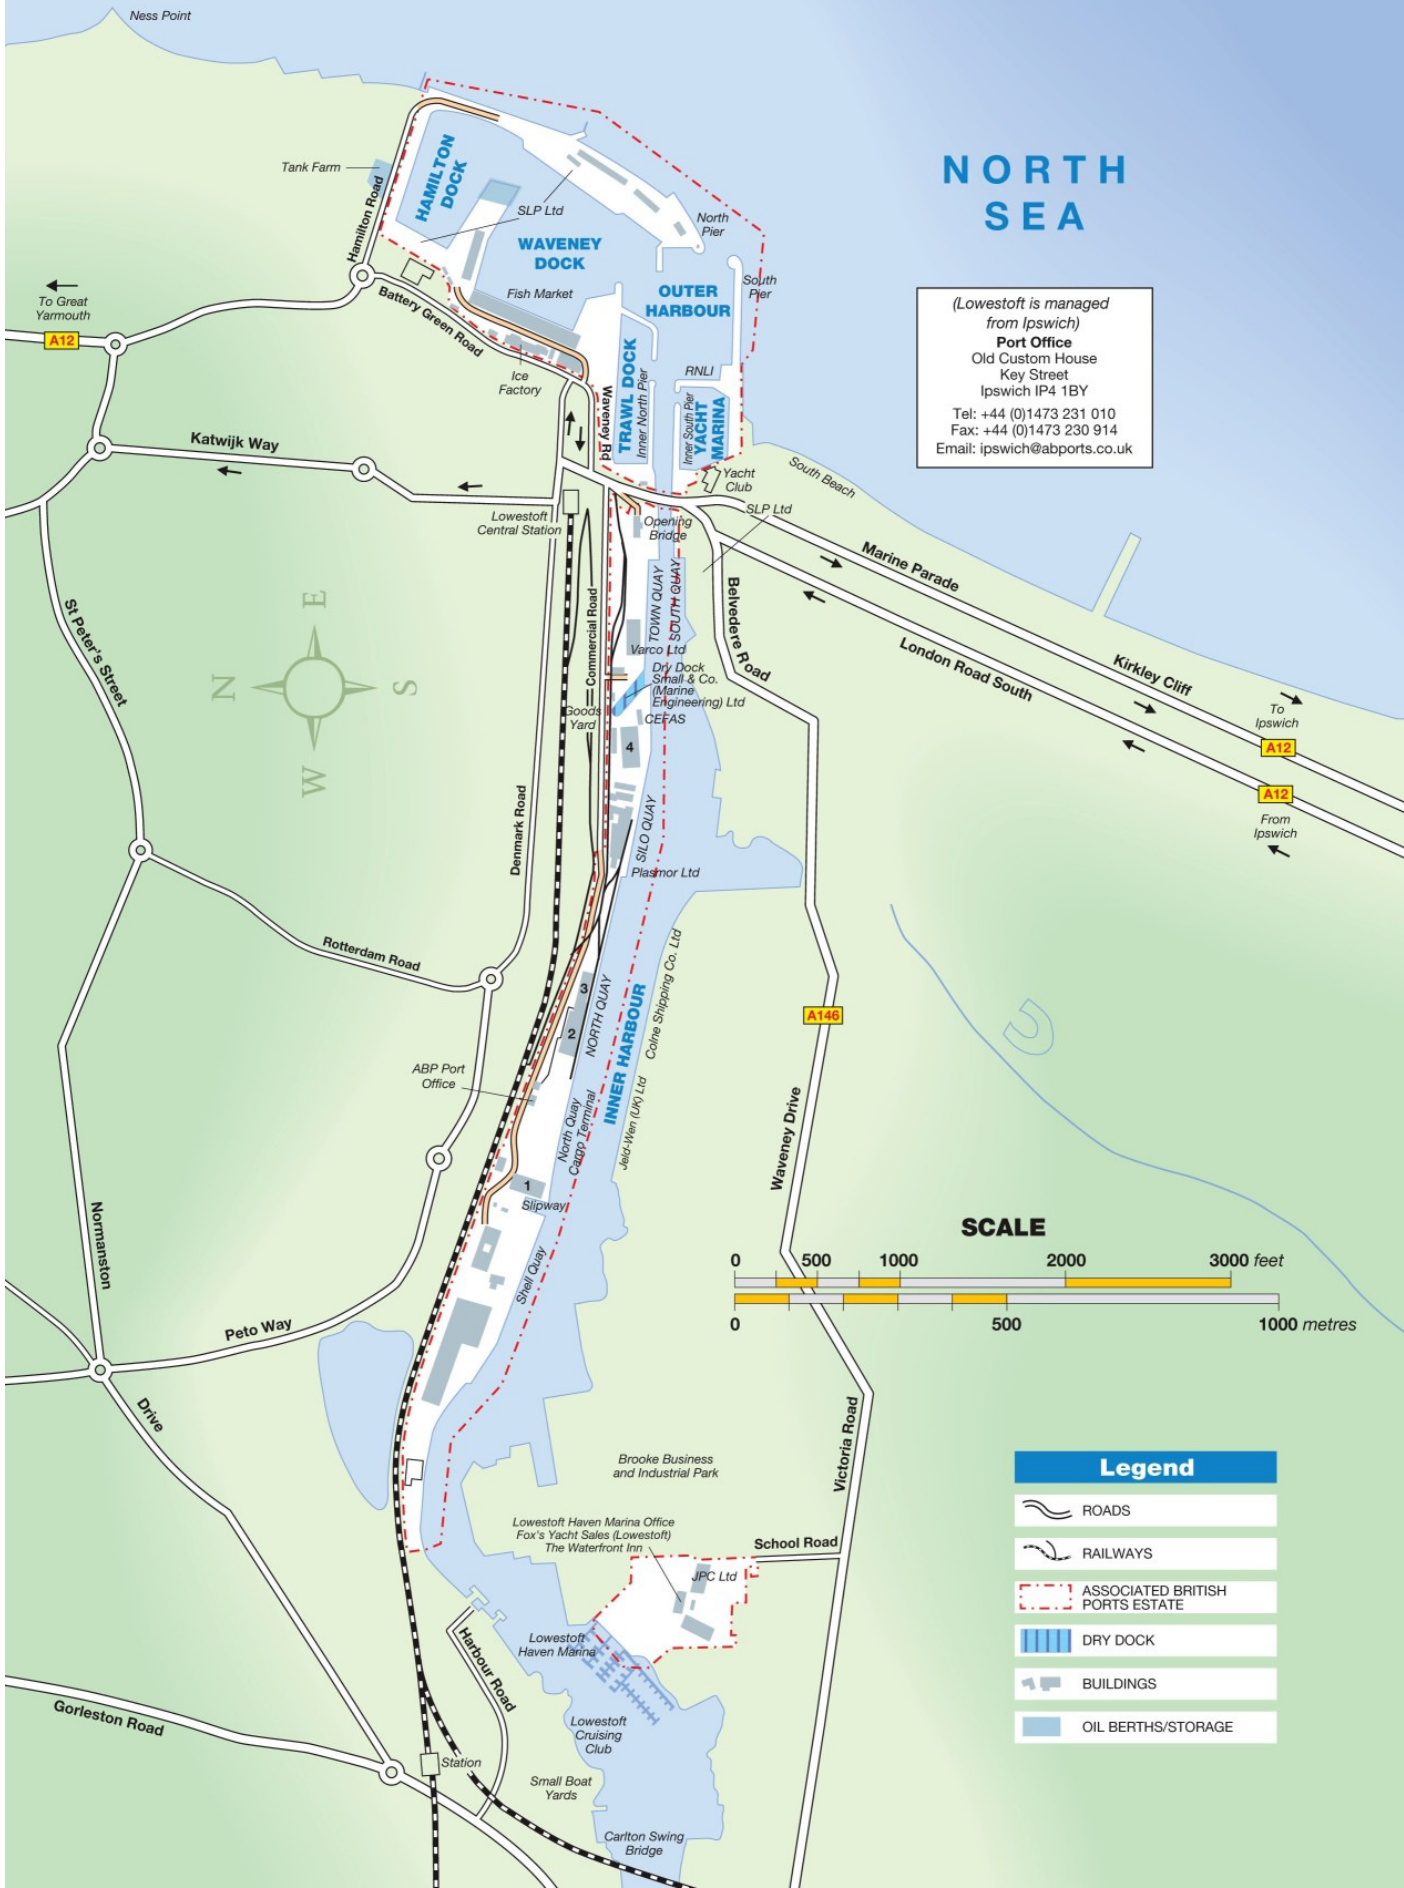 Ness Point
NORTH
SEA
Tank Farm
Hamilton Road
HAMILTON
DOCK
SLP Ltd
North
Pier
WAVENEY
DOCK
To Great
Yarmouth
A12
Battery Green Road
Fish Market
OUTER
HARBOUR
South
Pier
(Lowestoft is managed
from Ipswich)
Port Office
Old Custom House
Key Street
Ipswich IP4 1BY
Tel: +44 (0)1473 231 010
Fax: +44 (0)1473 230 914
Email: ipswich@abports.co.uk
Ice
Factory
Waveney Rd
TRAWL DOCK
Inner North Pier
RNLI
Inner South Pier
YACHT
MARINA
Katwijk Way
Yacht
Club
South Beach
Lowestoft
Central Station
Opening
Bridge
SLP Ltd
Marine Parade
St Peter's Street
Commercial Road
TOWN QUAY
SOUTH QUAY
Belvedere Road
London Road South
Kirkley Cliff
Varco Ltd
Dry Dock
Small & Co.
(Marine
Engineering) Ltd
CEFAS
Goods
Yard
N
E
S
W
4
To
Ipswich
A12
A12
From
Ipswich
Denmark Road
SILO QUAY
Plasmor Ltd
Rotterdam Road
3
2
NORTH QUAY
INNER HARBOUR
Colne Shipping Co. Ltd
A146
ABP Port
Office
North Quay
Cargo Terminal
Jeld-Wen (UK) Ltd
Waveney Drive
1
Slipway
Normanston
Shell Quay
SCALE
0 500 1000 2000 3000 feet
0 500 1000 metres
Peto Way
Drive
Victoria Road
Brooke Business
and Industrial Park
Lowestoft Haven Marina Office
Fox's Yacht Sales (Lowestoft)
The Waterfront Inn
School Road
JPC Ltd
Legend
ROADS
RAILWAYS
ASSOCIATED BRITISH
PORTS ESTATE
DRY DOCK
BUILDINGS
OIL BERTHS/STORAGE
Harbour Road
Lowestoft
Haven Marina
Gorleston Road
Lowestoft
Cruising
Club
Station
Small Boat
Yards
Carlton Swing
Bridge